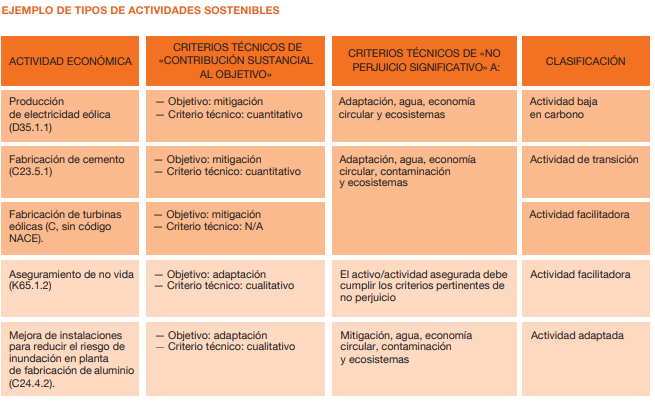 EJEMPLO DE TIPOS DE ACTIVIDADES SOSTENIBLES
ACTIVIDAD ECONÓMICA
CRITERIOS TÉCNICOS DE
«CONTRIBUCIÓN SUSTANCIAL
AL OBJETIVO»
CRITERIOS TÉCNICOS DE «NO
PERJUICIO SIGNIFICATIVO» A:
CLASIFICACIÓN
Producción
de electricidad eólica
(D35.1.1)
— Objetivo: mitigación
— Criterio técnico: cuantitativo
Adaptación, agua, economía
circular y ecosistemas
Actividad baja
en carbono
Fabricación de cemento
(C23.5.1)
— Objetivo: mitigación
— Criterio técnico: cuantitativo
Adaptación, agua, economía
circular, contaminación
y ecosistemas
Actividad de transición
Fabricación de turbinas
eólicas (C, sin código
NACE).
— Objetivo: mitigación
— Criterio técnico: N/A
Actividad facilitadora
Aseguramiento de no vida
(K65.1.2)
— Objetivo: adaptación
— Criterio técnico: cualitativo
El activo/actividad asegurada debe
cumplir los criterios pertinentes de
no perjuicio
Actividad facilitadora
Mejora de instalaciones
para reducir el riesgo de
inundación en planta
de fabricación de aluminio
(C24.4.2).
— Objetivo: adaptación
— Criterio técnico: cualitativo
Mitigación, agua, economía
circular, contaminación
y ecosistemas
Actividad adaptada